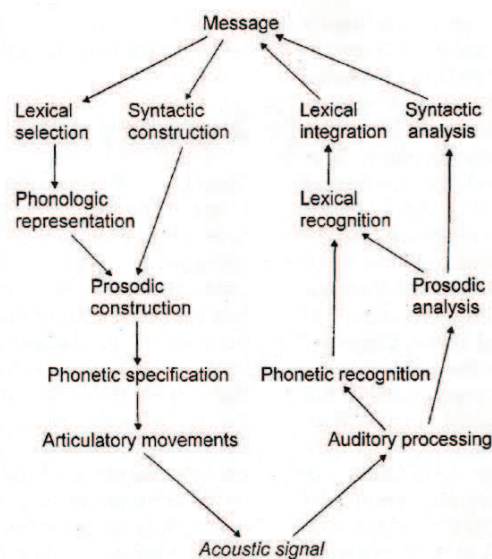 Message
Lexical
selection
Syntactic
construction
Lexical
integration
Syntactic
analysis
Phonologic
representation
Lexical
recognition
Prosodic
construction
Prosodic
analysis
Phonetic specification
Phonetic recognition
Articulatory movements
Auditory processing
Acoustic signal